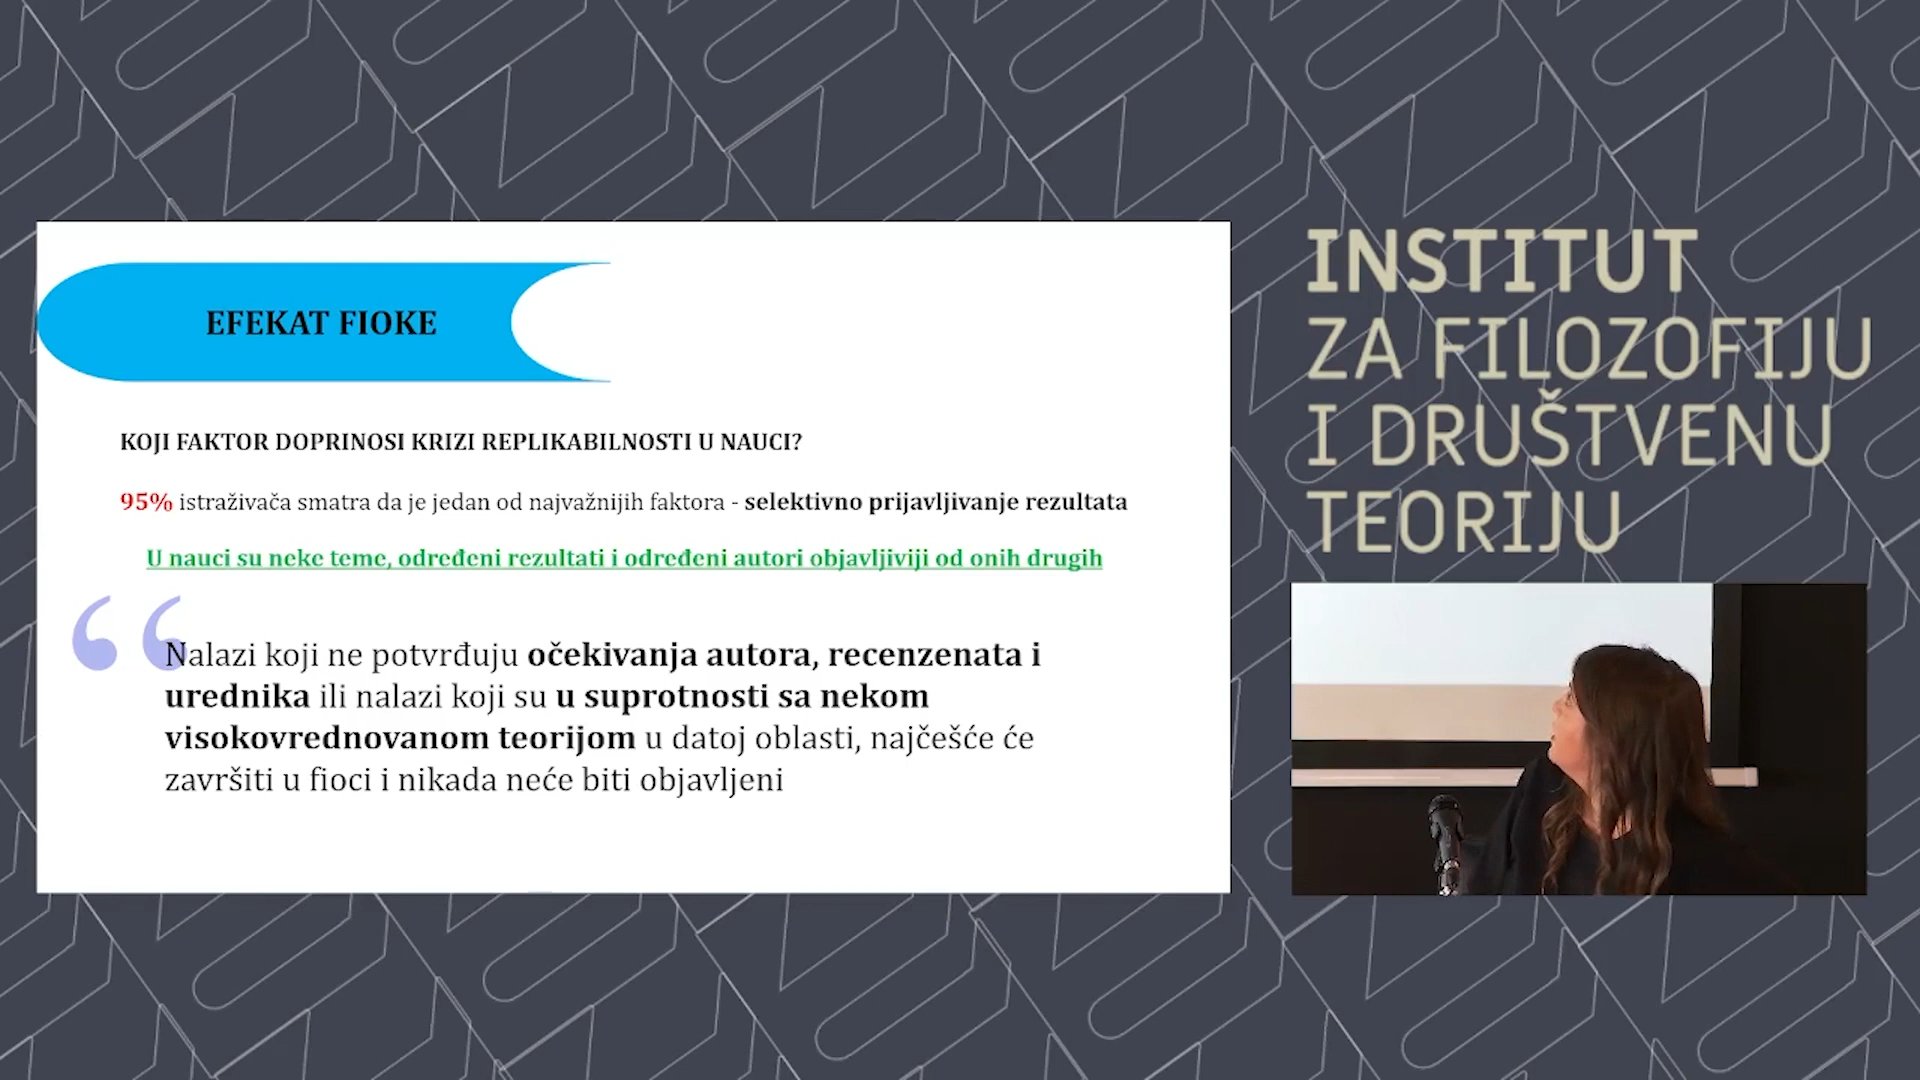 EFEKAT FIOKE
KOJI FAKTOR DOPRINOSI KRIZI REPLIKABILNOSTI U NAUCI?
95% istraživača smatra da je jedan od najvažnijih faktora - selektivno prijavljivanje rezultata
U nauci su neke teme, određeni rezultati i određeni autori objavljiviji od onih drugih
“
Nalazi koji ne potvrđuju očekivanja autora, recenzenata i
urednika ili nalazi koji su u suprotnosti sa nekom
visokovrednovanom teorijom u datoj oblasti, najčešće će
završiti u fioci i nikada neće biti objavljeni
INSTITUT
ZA FILOZOFIJU
I DRUŠTVENU
TEORIJU